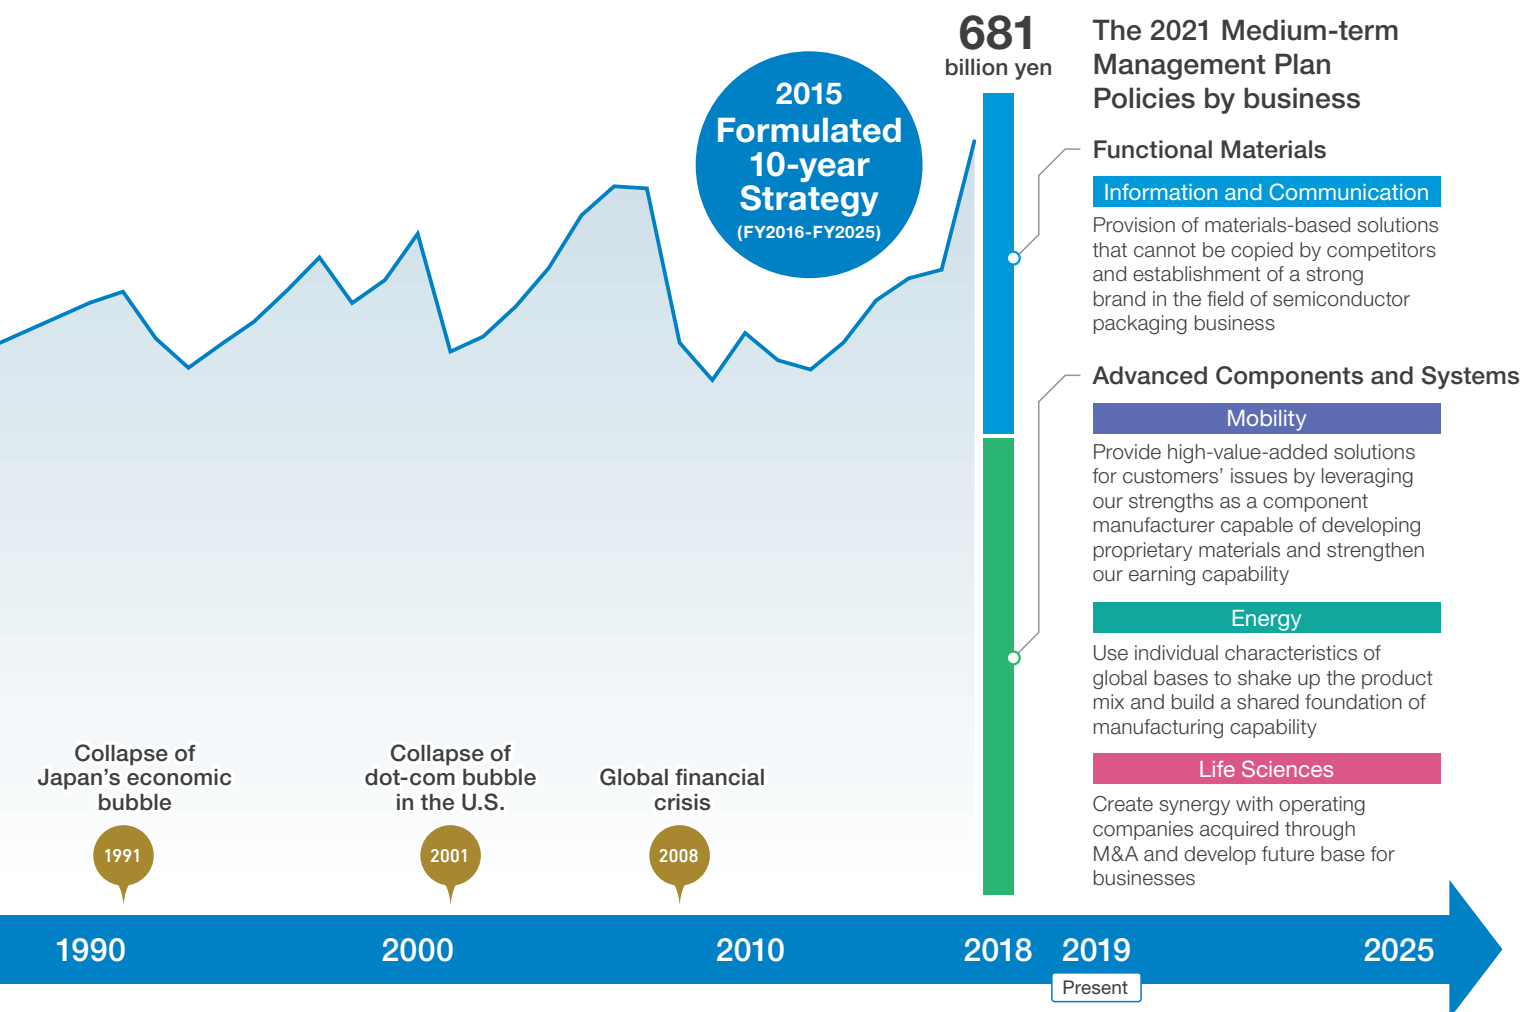 681
billion yen
2015
Formulated
10-year
Strategy
(FY2016-FY2025)
The 2021 Medium-term
Management Plan
Policies by business
Functional Materials
Information and Communication
Provision of materials-based solutions
that cannot be copied by competitors
and establishment of a strong
brand in the field of semiconductor
packaging business
Advanced Components and Systems
Mobility
Provide high-value-added solutions
for customers’ issues by leveraging
our strengths as a component
manufacturer capable of developing
proprietary materials and strengthen
our earning capability
Energy
Use individual characteristics of
global bases to shake up the product
mix and build a shared foundation of
manufacturing capability
Life Sciences
Create synergy with operating
companies acquired through
M&A and develop future base for
businesses
Collapse of
Japan’s economic
bubble
1991
Collapse of
dot-com bubble
in the U.S.
2001
Global financial
crisis
2008
1990
2000
2010
2018
2019
2025
Present